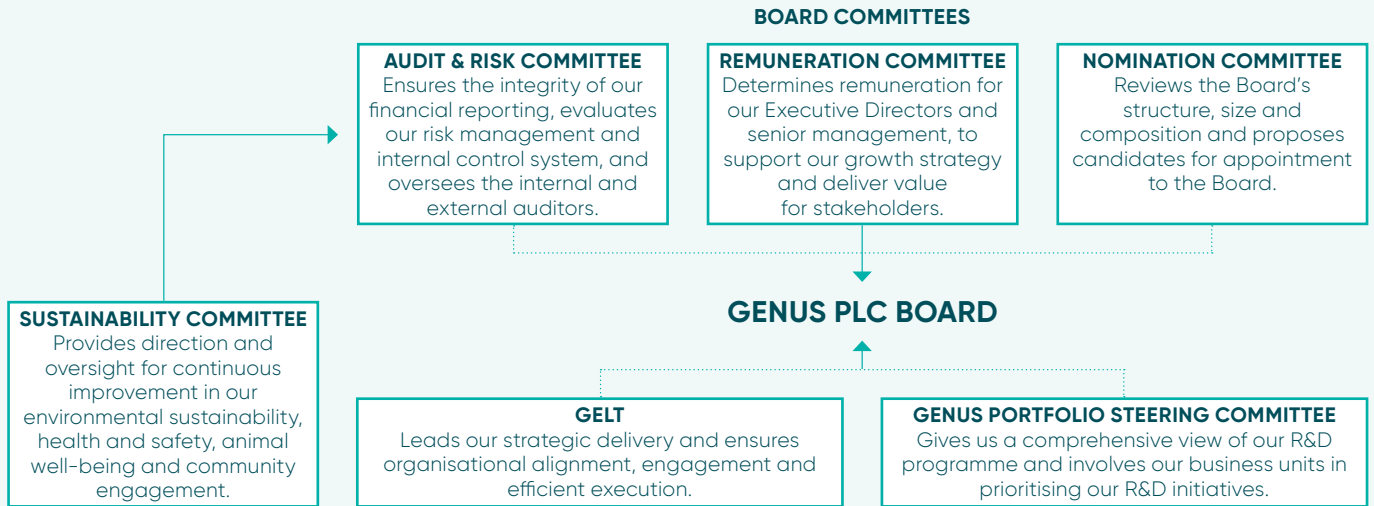 BOARD COMMITTEES
AUDIT & RISK COMMITTEE
Ensures the integrity of our
financial reporting, evaluates
our risk management and
internal control system, and
oversees the internal and
external auditors.
REMUNERATION COMMITTEE
Determines remuneration for
our Executive Directors and
senior management, to
support our growth strategy
and deliver value
for stakeholders.
NOMINATION COMMITTEE
Reviews the Board’s
structure, size and
composition and proposes
candidates for appointment
to the Board.
GENUS PLC BOARD
SUSTAINABILITY COMMITTEE
Provides direction and
oversight for continuous
improvement in our
environmental sustainability,
health and safety, animal
well-being and community
engagement.
GELT
Leads our strategic delivery and ensures
organisational alignment, engagement and
efficient execution.
GENUS PORTFOLIO STEERING COMMITTEE
Gives us a comprehensive view of our R&D
programme and involves our business units in
prioritising our R&D initiatives.